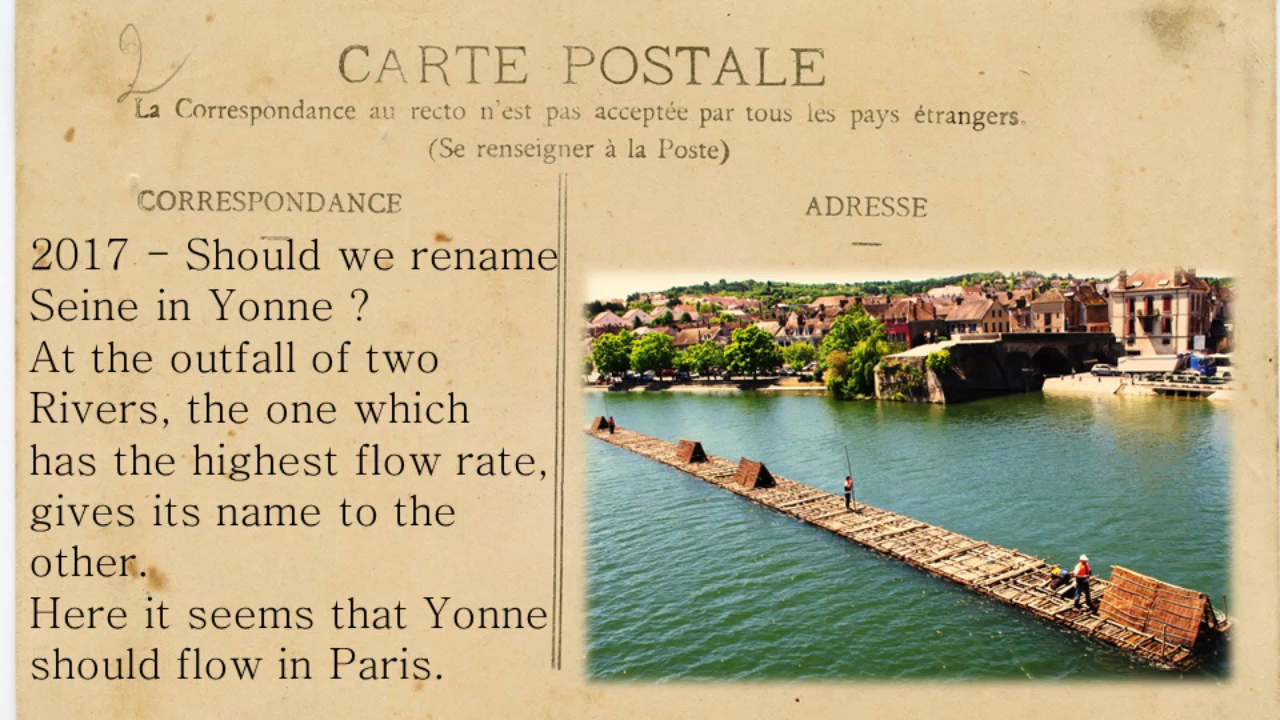 2
CARTE POSTALE
La Correspondance au recto n'est pas acceptée par tous les pays étrangers.
(Se renseigner à la Poste)
CORRESPONDANCE
2017 - Should we rename
Seine in Yonne ?
At the outfall of two
Rivers, the one which
has the highest flow rate,
gives its name to the
other.
Here it seems that Yonne
should flow in Paris.
ADRESSE